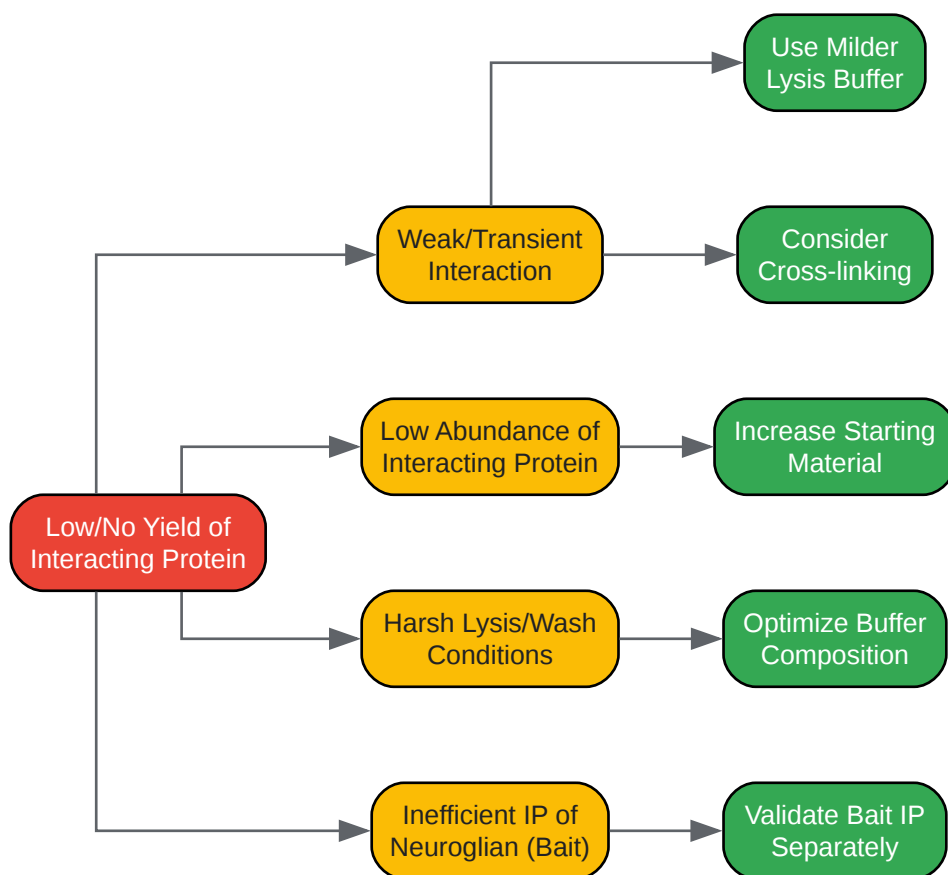 Use Milder
Lysis Buffer
Weak/Transient
Interaction
Consider
Cross-linking
Low Abundance of
Interacting Protein
Increase Starting
Material
Low/No Yield of
Interacting Protein
Harsh Lysis/Wash
Conditions
Optimize Buffer
Composition
Inefficient IP of
Neuroglian (Bait)
Validate Bait IP
Separately